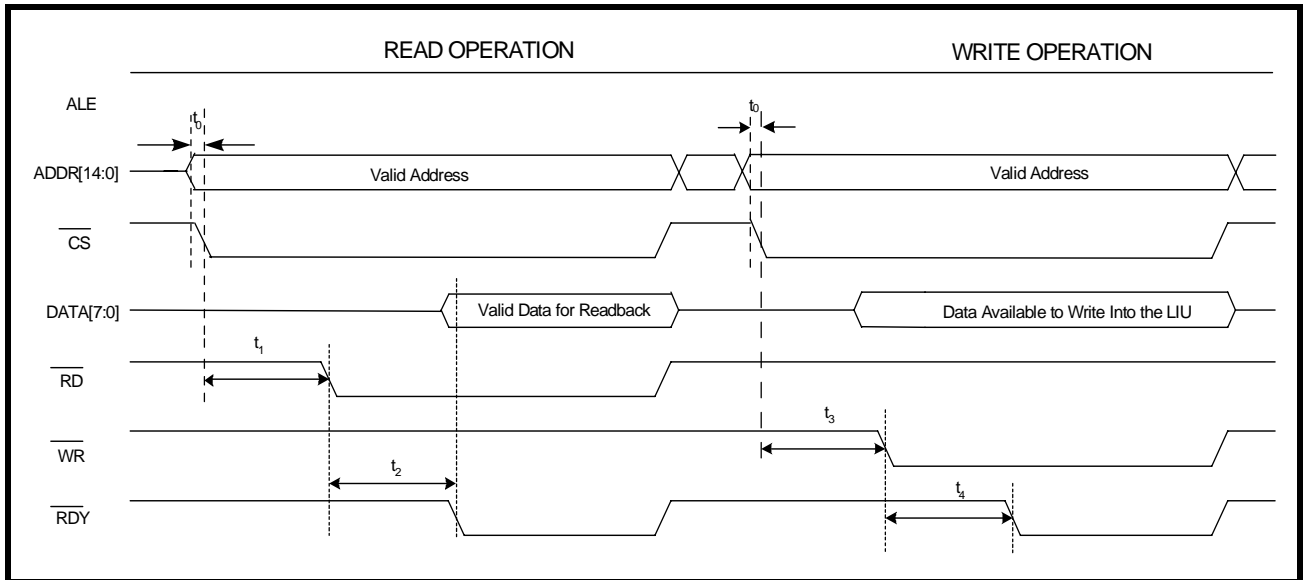 READ OPERATION WRITE OPERATION
ALE
t0 t0
ADDR[14:0] Valid Address Valid Address
CS
DATA[7:0] Valid Data for Readback Data Available to Write Into the LIU
t1
RD
t3
WR
t2 t4
RDY